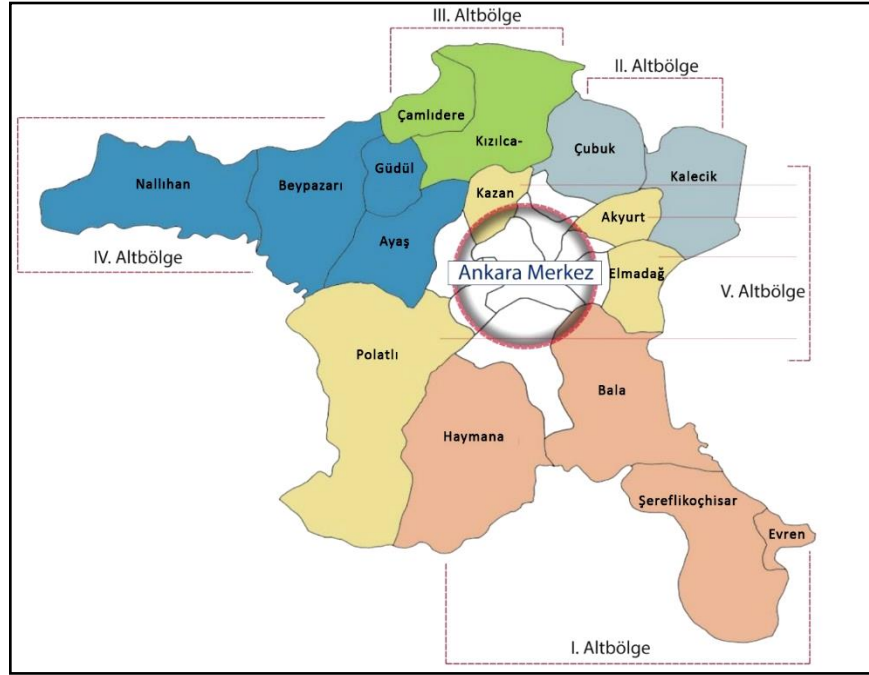 III. Altbölge
II. Altbölge
Çamlıdere
Kızılca-
Çubuk
Güdül
Kalecik
Nallıhan
Beypazarı
Kazan
Akyurt
Ayaş
IV. Altbölge
Ankara Merkez
Elmadağ
V. Altbölge
Polatlı
Bala
Haymana
Şereflikoçhisar
Evren
I. Altbölge